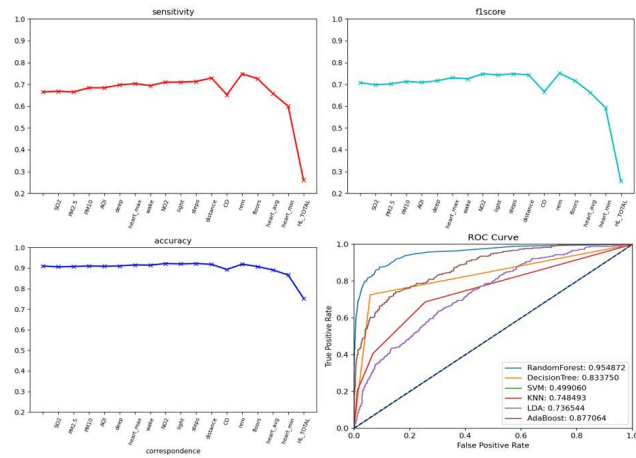 sensitivity
1.0
0.9
0.8
0.7
0.6
0.5
0.4
0.3
0.2
SO2
PM2.5
PM10
AQI
deep
heart_max
wake
NO2
light
steps
distance
CO
rem
floors
heart_avg
heart_min
HL_TOTAL
f1score
1.0
0.9
0.8
0.7
0.6
0.5
0.4
0.3
0.2
SO2
PM2.5
PM10
AQI
deep
heart_max
wake
NO2
light
steps
distance
CO
rem
floors
heart_avg
heart_min
HL_TOTAL
accuracy
1.0
0.9
0.8
0.7
0.6
0.5
0.4
0.3
0.2
SO2
PM2.5
PM10
AQI
deep
heart_max
wake
NO2
light
steps
distance
CO
rem
floors
heart_avg
heart_min
HL_TOTAL
correspondence
ROC Curve
True Positive Rate
1.0
0.8
0.6
0.4
0.2
0.0
RandomForest: 0.954872
DecisionTree: 0.833750
SVM: 0.499060
KNN: 0.748493
LDA: 0.736544
AdaBoost: 0.877064
0.0 0.2 0.4 0.6 0.8 1.0
False Positive Rate